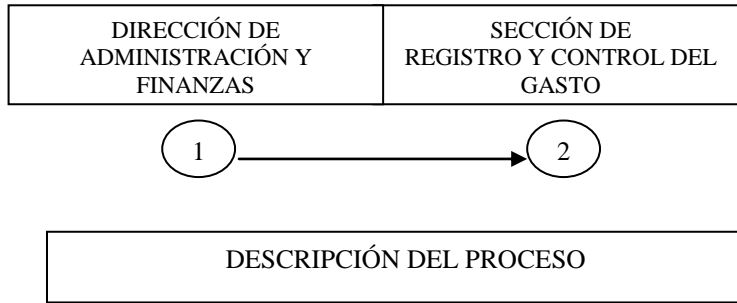 DIRECCIÓN DE
ADMINISTRACIÓN Y
FINANZAS
SECCIÓN DE
REGISTRO Y CONTROL DEL
GASTO
1
2
DESCRIPCIÓN DEL PROCESO